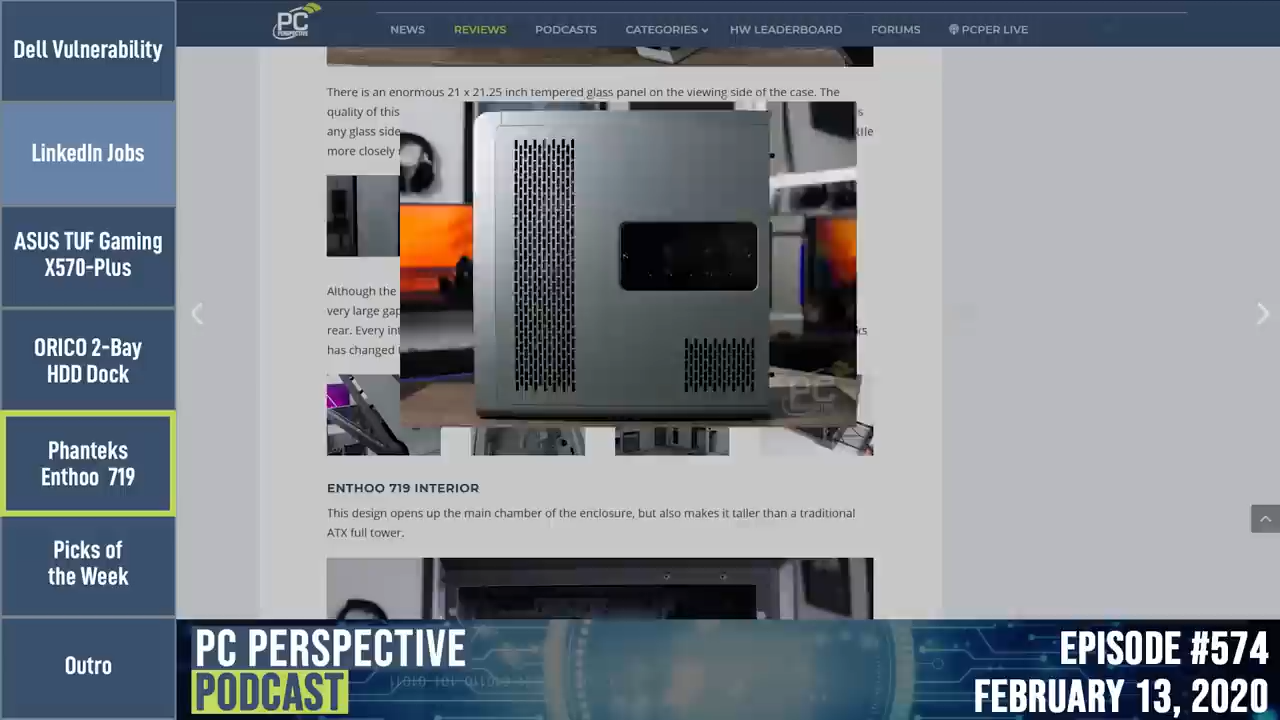 Dell Vulnerability
LinkedIn Jobs
ASUS TUF Gaming
X570-Plus
ORICO 2-Bay
HDD Dock
Phanteks
Enthoo 719
Picks of
the Week
Outro
PC
PERSPECTIVE
NEWS REVIEWS PODCASTS CATEGORIES HW LEADERBOARD FORUMS PCPER LIVE
There is an enormous 21 x 21.25 inch tempered glass panel on the viewing side of the case. The
quality of this
any glass side
more closely
Although the
very large gap
rear. Every
has changed
PC
ENTHOO 719 INTERIOR
This design opens up the main chamber of the enclosure, but also makes it taller than a traditional
ATX full tower.
PC PERSPECTIVE
PODCAST
EPISODE #574
FEBRUARY 13, 2020